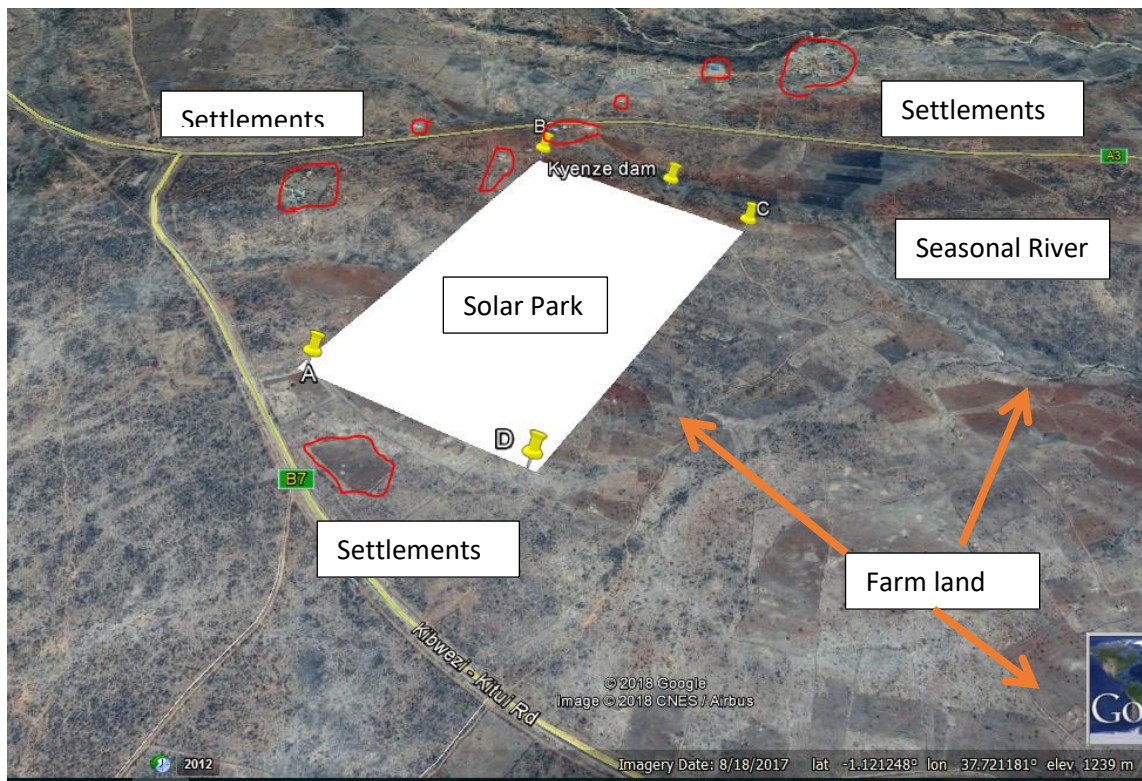 Settlements
Settlements
B
Kyenze dam
A3
C
Seasonal River
Solar Park
A
D
B7
Settlements
Farm land
Kibwezi - Kitui Rd
© 2018 Google
Image © 2018 CNES / Airbus
Go
2012
Imagery Date: 8/18/2017 lat -1.121248° lon 37.721181° elev 1239 m